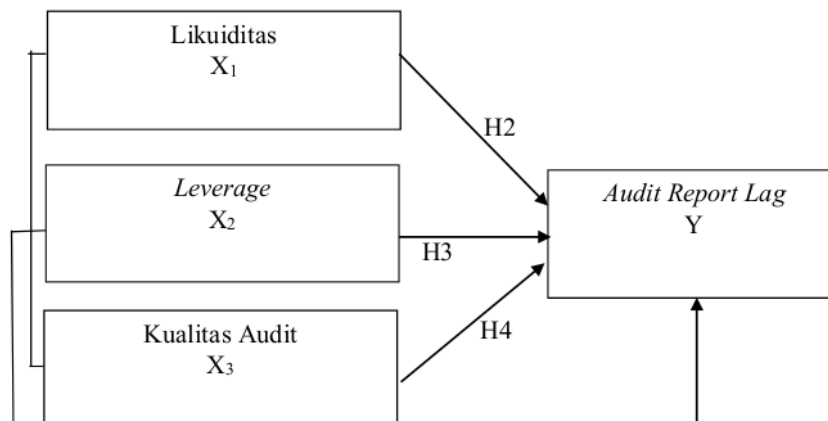 Likuiditas
X₁
H2
Leverage
X₂
Audit Report Lag
Y
H3
Kualitas Audit
X₃
H4